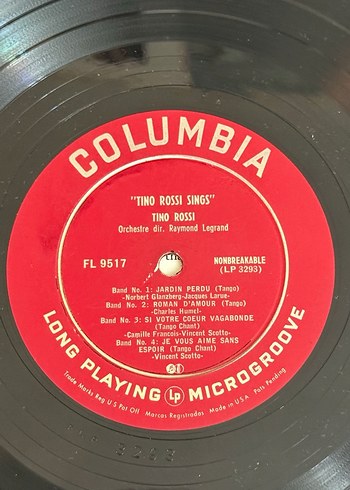 COLUMBIA
"TINO ROSSI SINGS"
TINO ROSSI
Orchestre dir. Raymond Legrand
FL 9517
NONBREAKABLE
(LP 3293)
Band No. 1: JARDIN PERDU (Tango)
-Norbert Glanzberg-Jacques Larue-
Band No. 2: ROMAN D'AMOUR (Tango)
-Charles Humel-
Band No. 3: SI VOTRE COEUR VAGABONDE
(Tango Chant)
-Camille Francois-Vincent Scotto-
Band No. 4: JE VOUS AIME SANS
ESPOIR (Tango Chant)
-Vincent Scotto-
LONG PLAYING LP MICROGROOVE
Trade Marks Reg U S Pat Off Marcas Registradas Made in U.S.A. Pats Pending